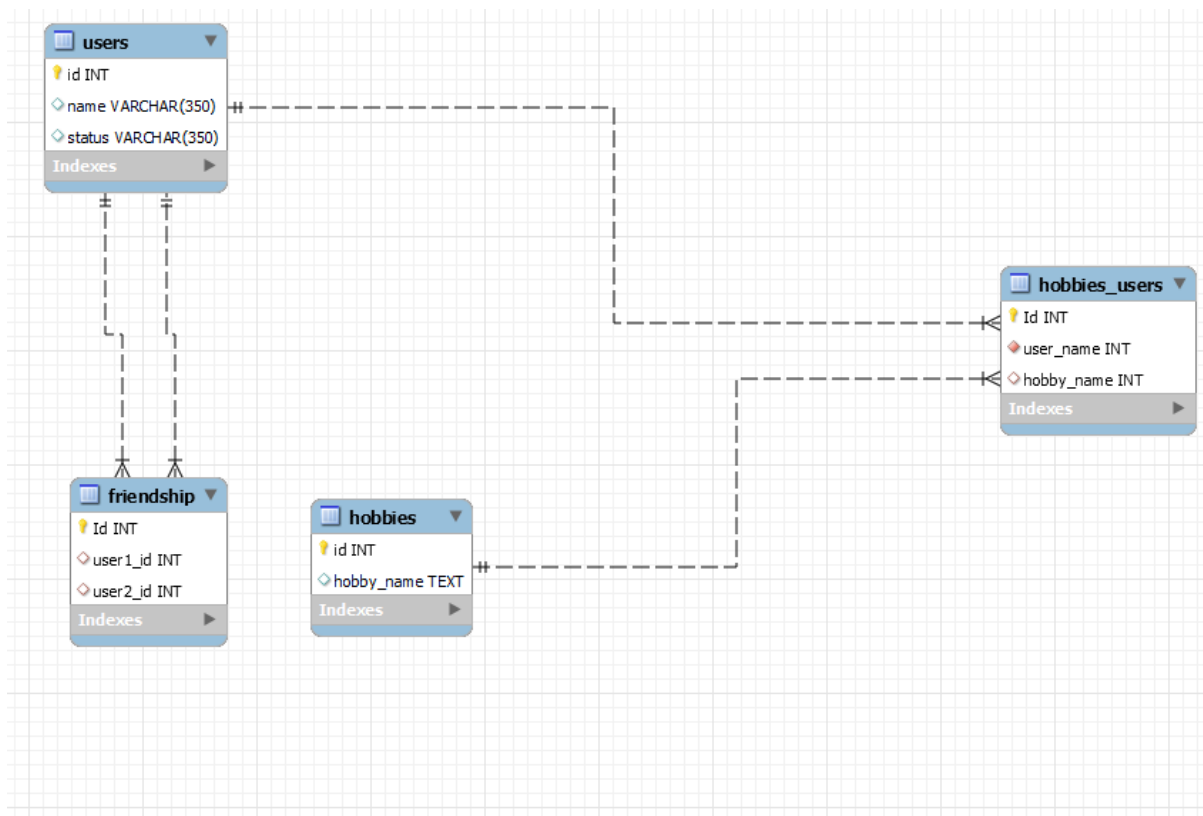 users
id INT
name VARCHAR(350)
status VARCHAR(350)
Indexes
hobbies_users
Id INT
user_name INT
hobby_name INT
Indexes
friendship
Id INT
user1_id INT
user2_id INT
Indexes
hobbies
id INT
hobby_name TEXT
Indexes